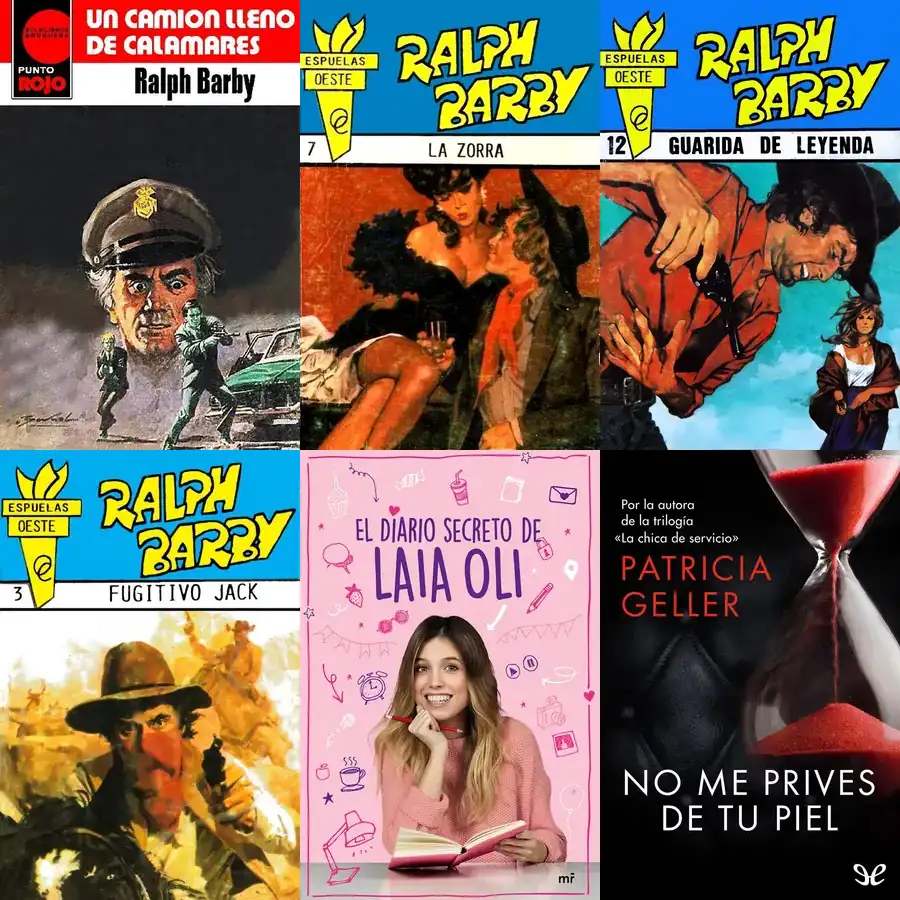 BOLSILIBROS
BRUGUERA
PUNTO
ROJO
UN CAMION LLENO
DE CALAMARES
Ralph Barby
ESPUELAS
OESTE
RALPH
BARBY
7
LA ZORRA
ESPUELAS
OESTE
RALPH
BARBY
12
GUARIDA DE LEYENDA
ESPUELAS
OESTE
RALPH
BARBY
3
FUGITIVO JACK
EL DIARIO SECRETO DE
LAIA OLI
mr
Por la autora
de la trilogía
«La chica de servicio»
PATRICIA
GELLER
NO ME PRIVES
DE TU PIEL